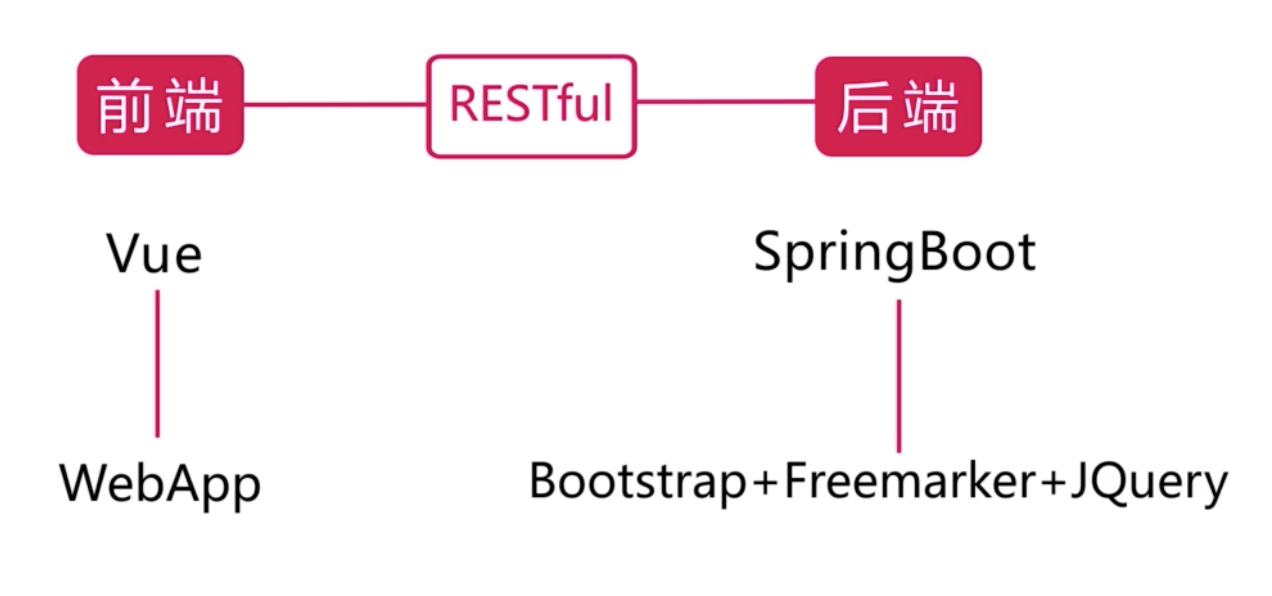 前端
RESTful
后端
Vue
SpringBoot
WebApp
Bootstrap+Freemarker+JQuery